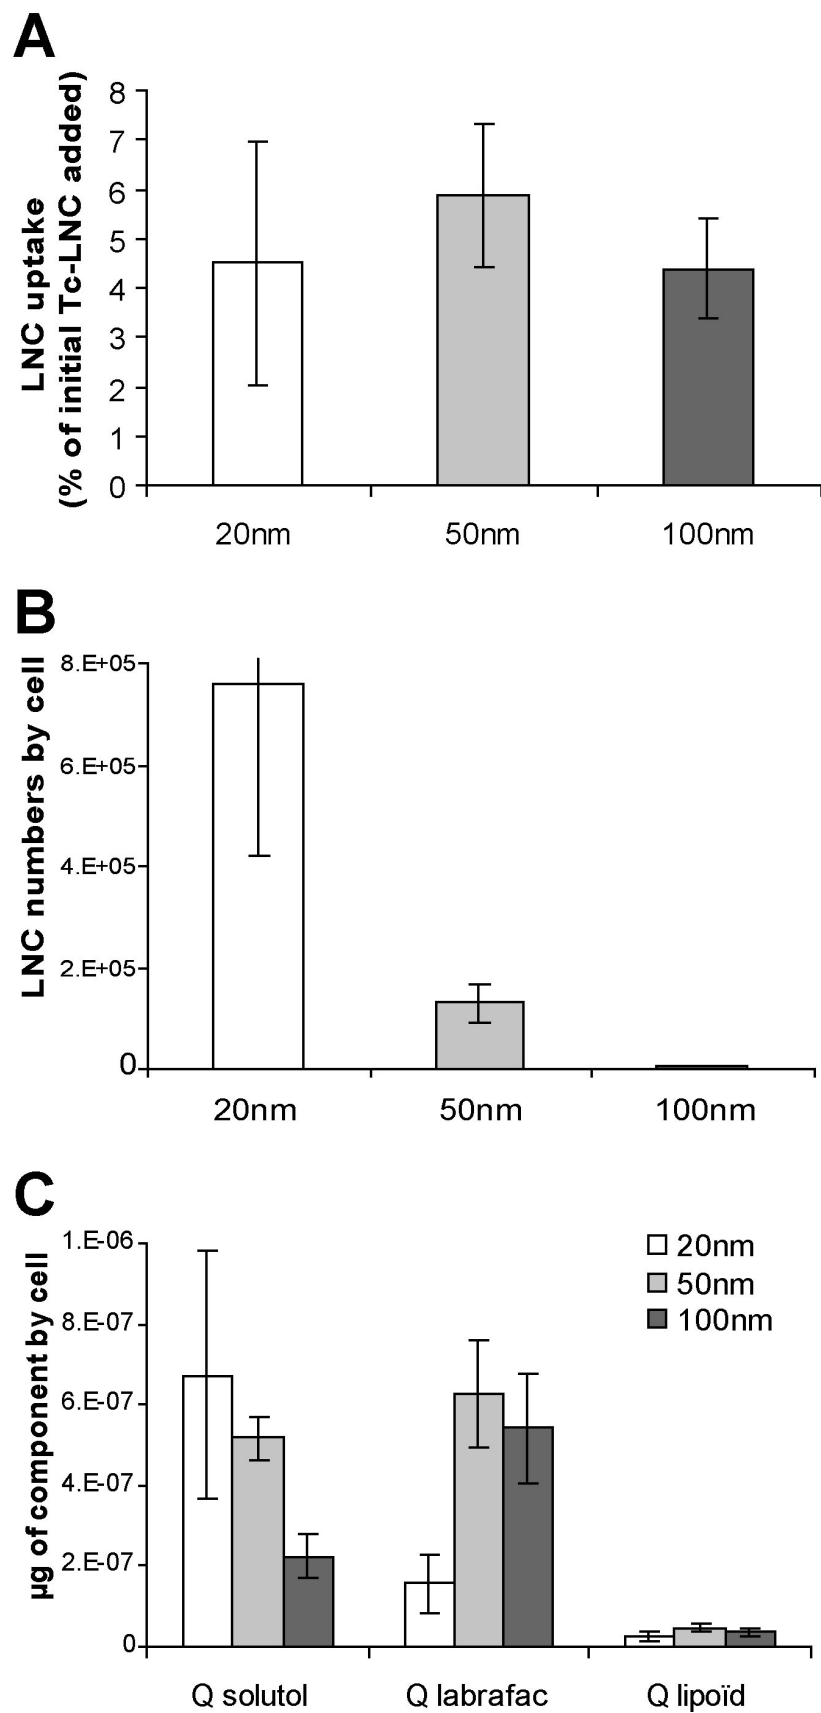 A
LNC uptake
(% of initial Tc-LNC added)
8
7
6
5
4
3
2
1
0
20nm 50nm 100nm
B
LNC numbers by cell
8.E+05
6.E+05
4.E+05
2.E+05
0
20nm 50nm 100nm
C
µg of component by cell
1.E-06
8.E-07
6.E-07
4.E-07
2.E-07
0
20nm
50nm
100nm
Q solutol Q labrafac Q lipoïd